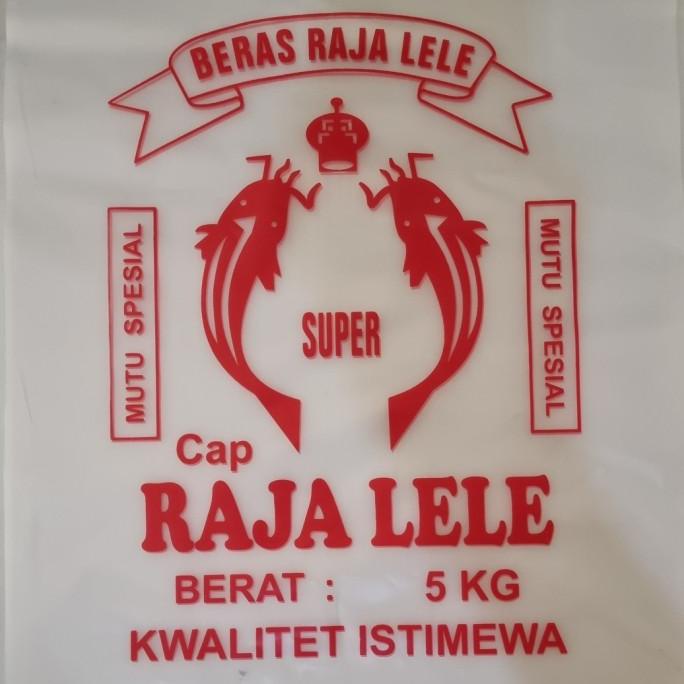 BERAS RAJA LELE
MUTU SPESIAL
MUTU SPESIAL
SUPER
Cap
RAJA LELE
BERAT : 5 KG
KWALITET ISTIMEWA